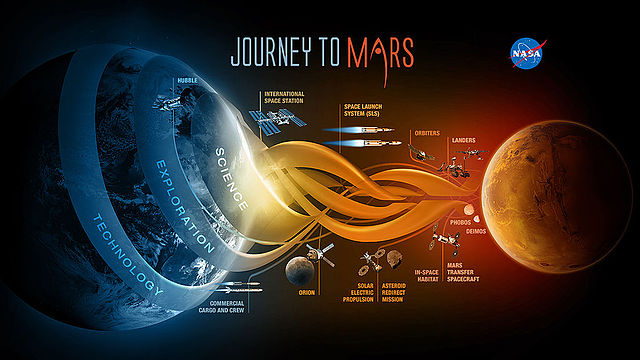 JOURNEY TO MARS
NASA
HUBBLE
INTERNATIONAL
SPACE STATION
SPACE LAUNCH
SYSTEM (SLS)
ORBITERS
LANDERS
SCIENCE
EXPLORATION
TECHNOLOGY
PHOBOS
DEIMOS
COMMERCIAL
CARGO AND CREW
ORION
SOLAR
ELECTRIC
PROPULSION
ASTEROID
REDIRECT
MISSION
IN-SPACE
HABITAT
MARS
TRANSFER
SPACECRAFT